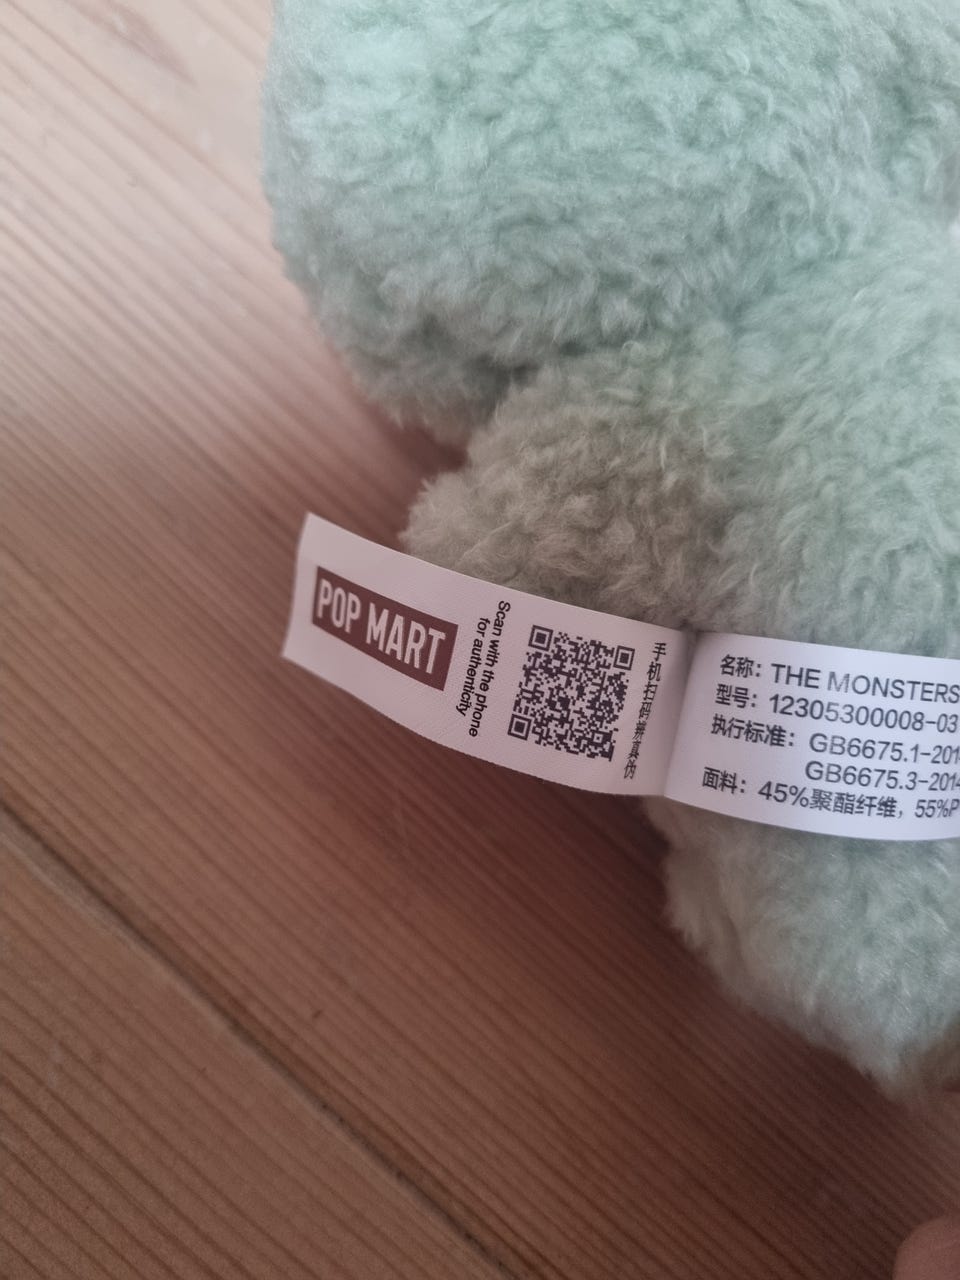 POP MART
Scan with the phone
for authenticity
手机扫码辨真伪
名称：THE MONSTERS
型号：12305300008-03
执行标准：GB6675.1-201
GB6675.3-2014
面料：45%聚酯纤维，55%P